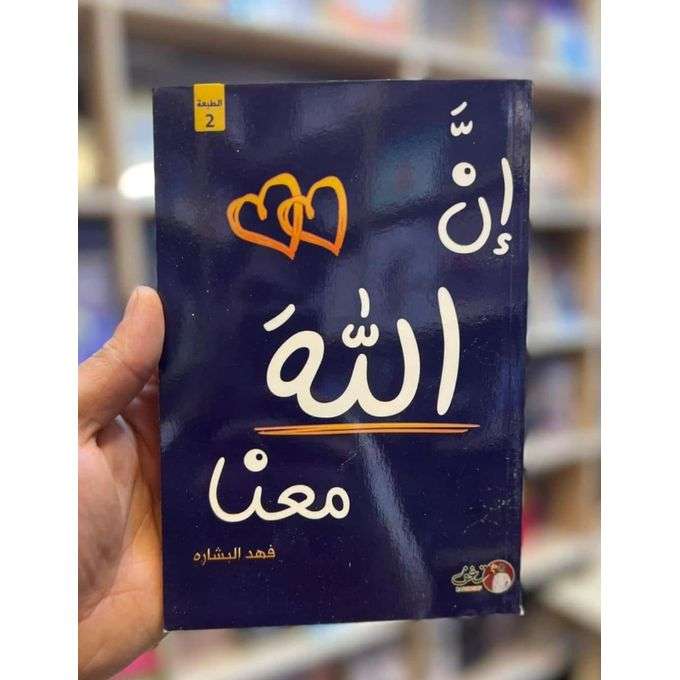 الطبعة
2
إنَّ
اللهَ
معنا
فهد البشاره